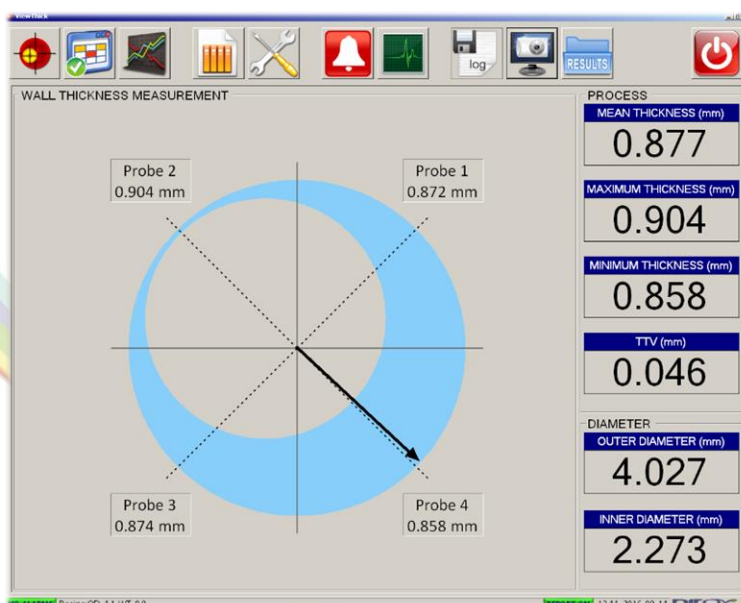 ViewThick
log
RESULTS
WALL THICKNESS MEASUREMENT
Probe 2
0.904 mm
Probe 1
0.872 mm
Probe 3
0.874 mm
Probe 4
0.858 mm
PROCESS
MEAN THICKNESS (mm)
0.877
MAXIMUM THICKNESS (mm)
0.904
MINIMUM THICKNESS (mm)
0.858
TTV (mm)
0.046
DIAMETER
OUTER DIAMETER (mm)
4.027
INNER DIAMETER (mm)
2.273